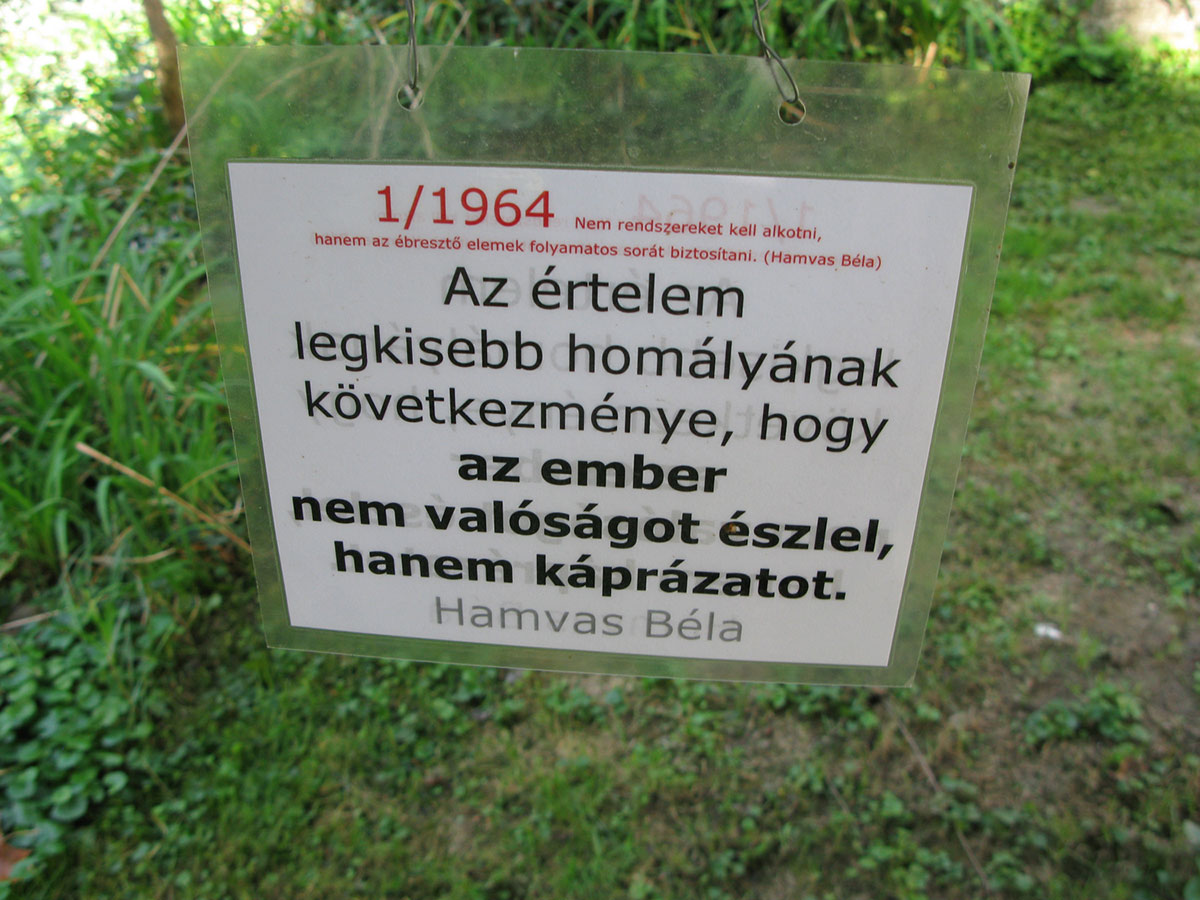 1/1964 Nem rendszereket kell alkotni,
hanem az ébresztő elemek folyamatos sorát biztosítani. (Hamvas Béla)
Az értelem
legkisebb homályának
következménye, hogy
az ember
nem valóságot észlel,
hanem káprázatot.
Hamvas Béla